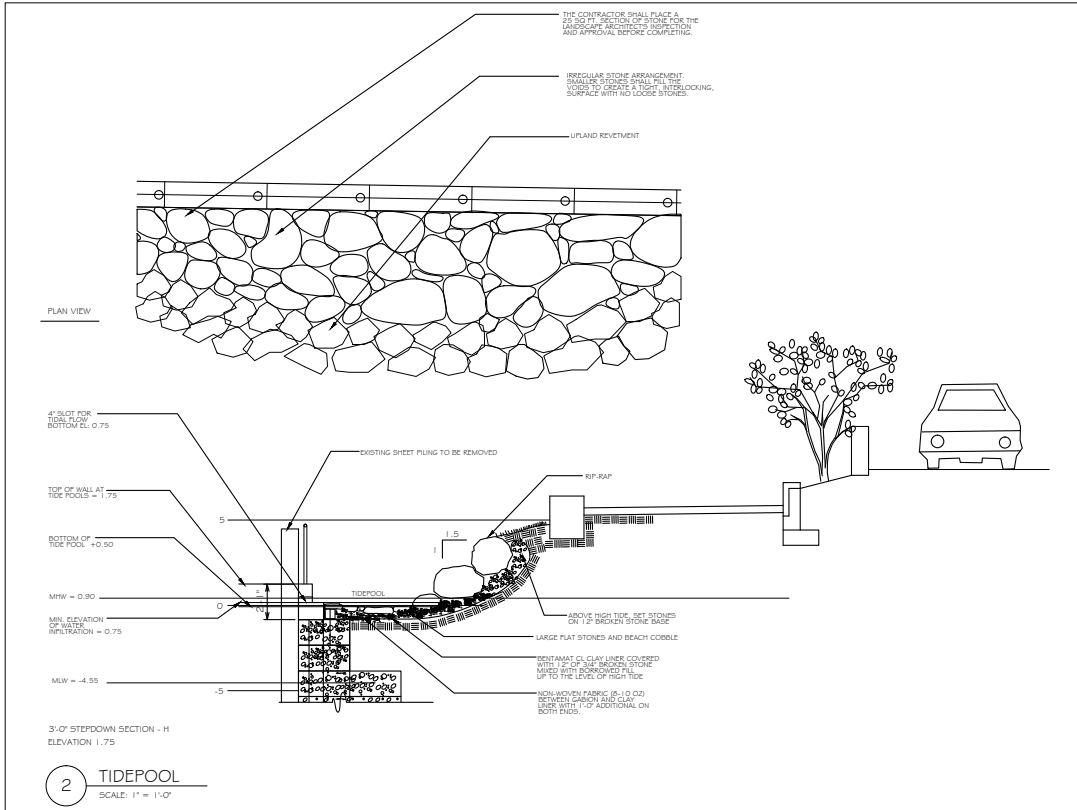 THE CONTRACTOR SHALL PLACE A
25 SQ FT. SECTION OF STONE FOR THE
LANDSCAPE ARCHITECT'S INSPECTION
AND APPROVAL BEFORE COMPLETING.
IRREGULAR STONE ARRANGEMENT.
SMALLER STONES SHALL FILL THE
VOIDS TO CREATE A TIGHT, INTERLOCKING,
SURFACE WITH NO LOOSE STONES.
UPLAND REVETMENT
PLAN VIEW
4" SLOT FOR
TIDAL FLOW
BOTTOM EL: 0.75
EXISTING SHEET PILING TO BE REMOVED
RIP-RAP
TOP OF WALL AT
TIDE POOLS = 1.75
5
1.5
1
BOTTOM OF
TIDE POOL +0.50
TIDEPOOL
MHW = 0.90
0
2'-1"
MIN. ELEVATION
OF WATER
INFILTRATION = 0.75
ABOVE HIGH TIDE, SET STONES
ON 12" BROKEN STONE BASE
LARGE FLAT STONES AND BEACH COBBLE
BENTAMAT CL CLAY LINER COVERED
WITH 12" OF 3/4" BROKEN STONE
MIXED WITH BORROWED FILL
UP TO THE LEVEL OF HIGH TIDE
MLW = -4.55
-5
NON-WOVEN FABRIC (8-10 OZ)
BETWEEN GABION AND CLAY
LINER WITH 1'-0" ADDITIONAL ON
BOTH ENDS.
3'-0" STEPDOWN SECTION - H
ELEVATION 1.75
2
TIDEPOOL
SCALE: 1" = 1'-0"